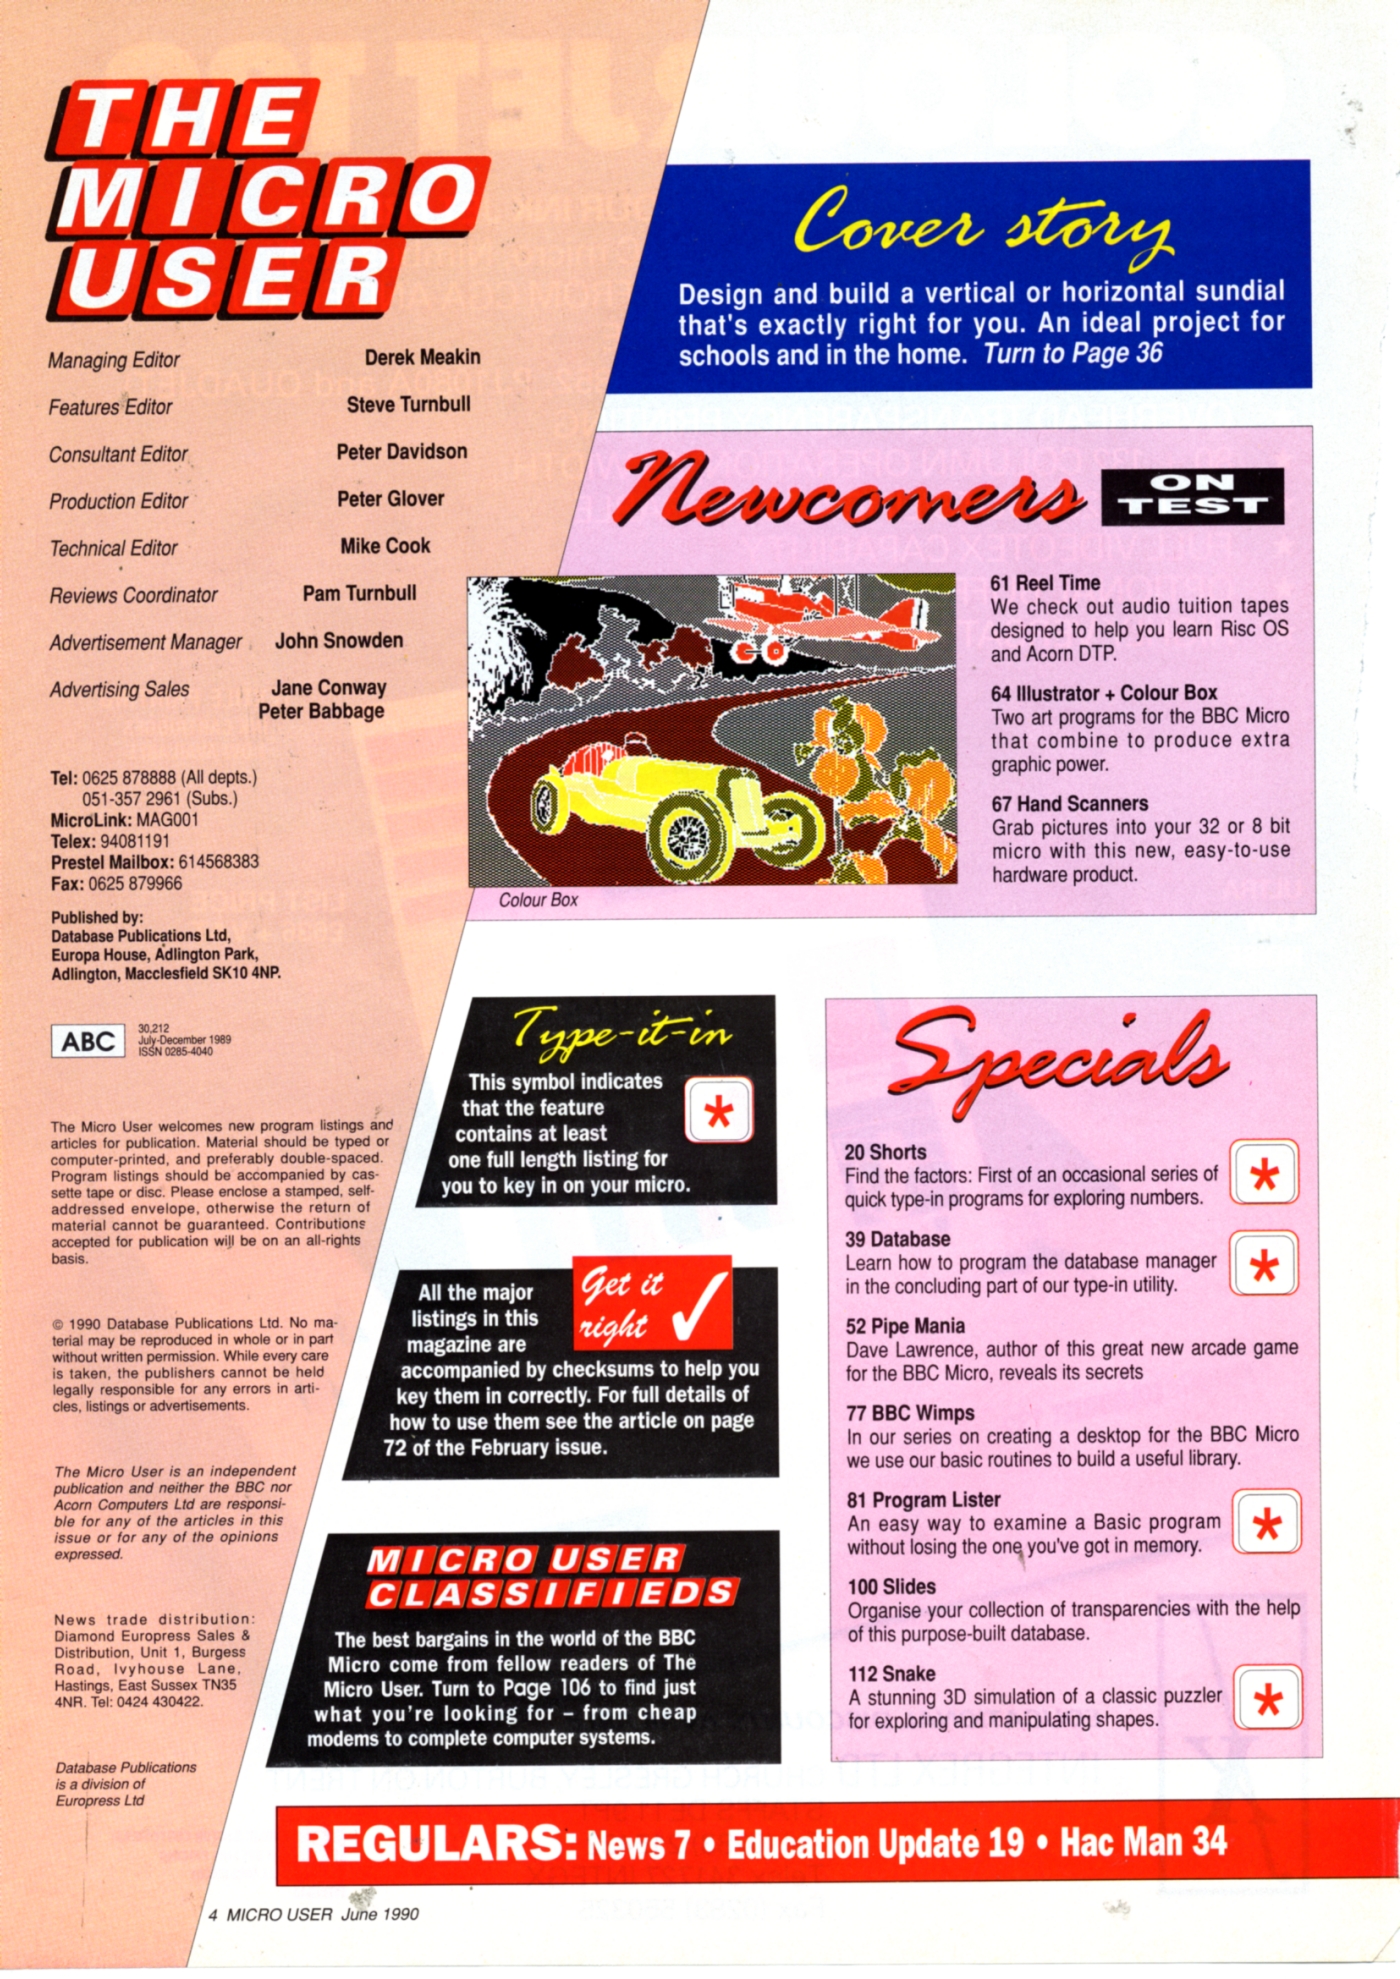 THE
MICRO
USER
Managing Editor Derek Meakin
Features Editor Steve Turnbull
Consultant Editor Peter Davidson
Production Editor Peter Glover
Technical Editor Mike Cook
Reviews Coordinator Pam Turnbull
Advertisement Manager John Snowden
Advertising Sales Jane Conway
Peter Babbage
Tel: 0625 878888 (All depts.)
051-357 2961 (Subs.)
MicroLink: MAG001
Telex: 94081191
Prestel Mailbox: 614568383
Fax: 0625 879966
Published by:
Database Publications Ltd,
Europa House, Adlington Park,
Adlington, Macclesfield SK10 4NP.
ABC
30,212
July-December 1989
ISSN 0285-4040
The Micro User welcomes new program listings and
articles for publication. Material should be typed or
computer-printed, and preferably double-spaced.
Program listings should be accompanied by cas-
sette tape or disc. Please enclose a stamped, self-
addressed envelope, otherwise the return of
material cannot be guaranteed. Contributions
accepted for publication will be on an all-rights
basis.
© 1990 Database Publications Ltd. No ma-
terial may be reproduced in whole or in part
without written permission. While every care
is taken, the publishers cannot be held
legally responsible for any errors in arti-
cles, listings or advertisements.
The Micro User is an independent
publication and neither the BBC nor
Acorn Computers Ltd are responsi-
ble for any of the articles in this
issue or for any of the opinions
expressed.
News trade distribution:
Diamond Europress Sales &
Distribution, Unit 1, Burgess
Road, Ivyhouse Lane,
Hastings, East Sussex TN35
4NR. Tel: 0424 430422.
Database Publications
is a division of
Europress Ltd
Cover story
Design and build a vertical or horizontal sundial
that's exactly right for you. An ideal project for
schools and in the home. Turn to Page 36
Newcomers
ON
TEST
61 Reel Time
We check out audio tuition tapes
designed to help you learn Risc OS
and Acorn DTP.
64 Illustrator + Colour Box
Two art programs for the BBC Micro
that combine to produce extra
graphic power.
67 Hand Scanners
Grab pictures into your 32 or 8 bit
micro with this new, easy-to-use
hardware product.
Colour Box
Type-it-in
This symbol indicates
that the feature
contains at least
one full length listing for
you to key in on your micro.
*
Get it
right ✓
All the major
listings in this
magazine are
accompanied by checksums to help you
key them in correctly. For full details of
how to use them see the article on page
72 of the February issue.
MICRO USER
CLASSIFIEDS
The best bargains in the world of the BBC
Micro come from fellow readers of The
Micro User. Turn to Page 106 to find just
what you're looking for – from cheap
modems to complete computer systems.
Specials
20 Shorts
Find the factors: First of an occasional series of
quick type-in programs for exploring numbers.
*
39 Database
Learn how to program the database manager
in the concluding part of our type-in utility.
*
52 Pipe Mania
Dave Lawrence, author of this great new arcade game
for the BBC Micro, reveals its secrets
77 BBC Wimps
In our series on creating a desktop for the BBC Micro
we use our basic routines to build a useful library.
81 Program Lister
An easy way to examine a Basic program
without losing the one you've got in memory.
*
100 Slides
Organise your collection of transparencies with the help
of this purpose-built database.
112 Snake
A stunning 3D simulation of a classic puzzler
for exploring and manipulating shapes.
*
REGULARS: News 7 • Education Update 19 • Hac Man 34
4 MICRO USER June 1990